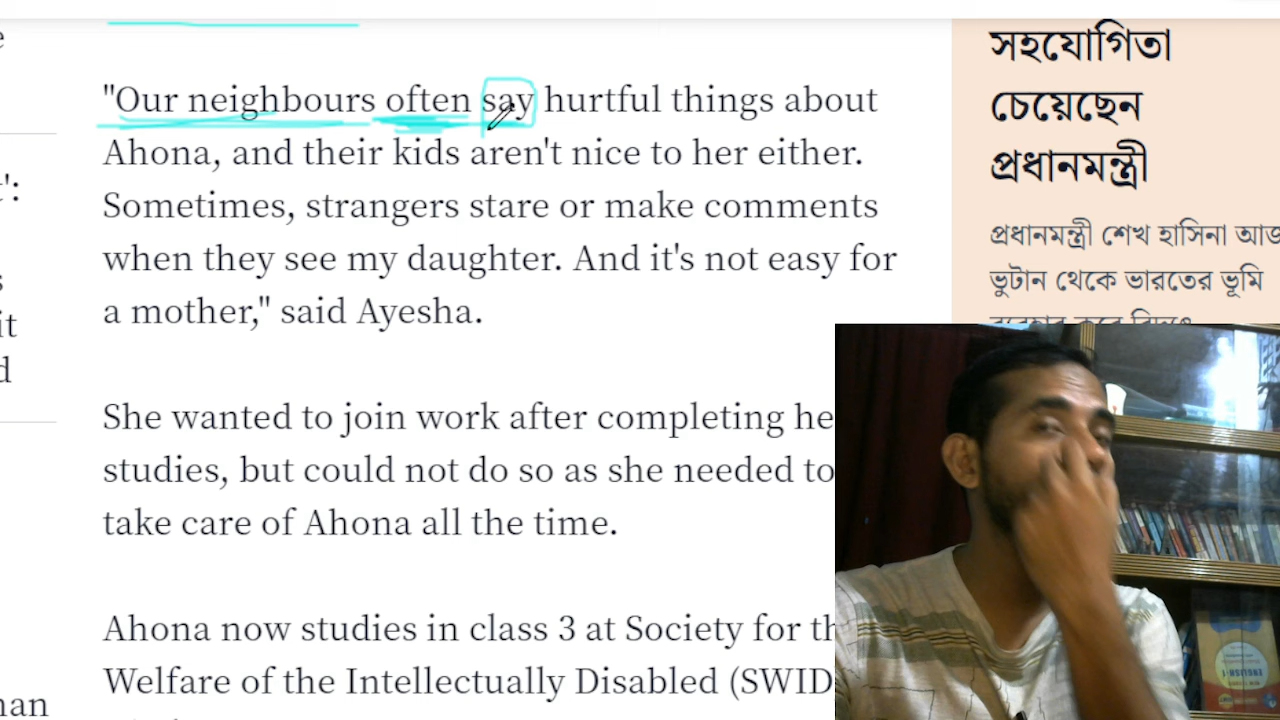 "Our neighbours often say hurtful things about
Ahona, and their kids aren't nice to her either.
Sometimes, strangers stare or make comments
when they see my daughter. And it's not easy for
a mother," said Ayesha.
She wanted to join work after completing he
studies, but could not do so as she needed to
take care of Ahona all the time.
Ahona now studies in class 3 at Society for th
Welfare of the Intellectually Disabled (SWID
সহযোগিতা
চেয়েছেন
প্রধানমন্ত্রী
প্রধানমন্ত্রী শেখ হাসিনা আজ
ভুটান থেকে ভারতের ভূমি